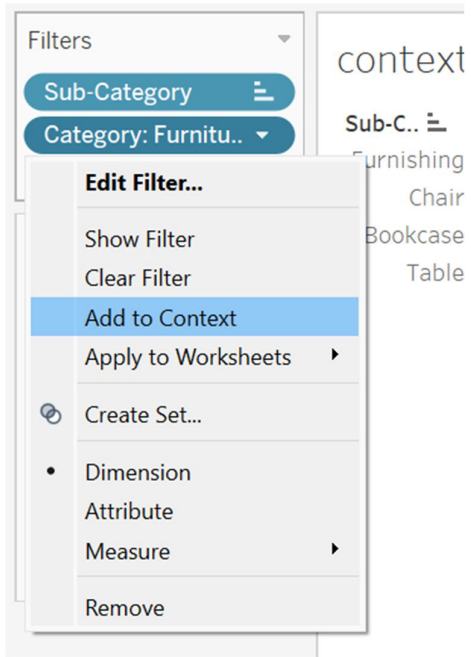 Filters
Sub-Category
Category: Furnitu..
context
Sub-C..
Furnishing
Chair
Bookcase
Table
Edit Filter...
Show Filter
Clear Filter
Add to Context
Apply to Worksheets
Create Set...
Dimension
Attribute
Measure
Remove